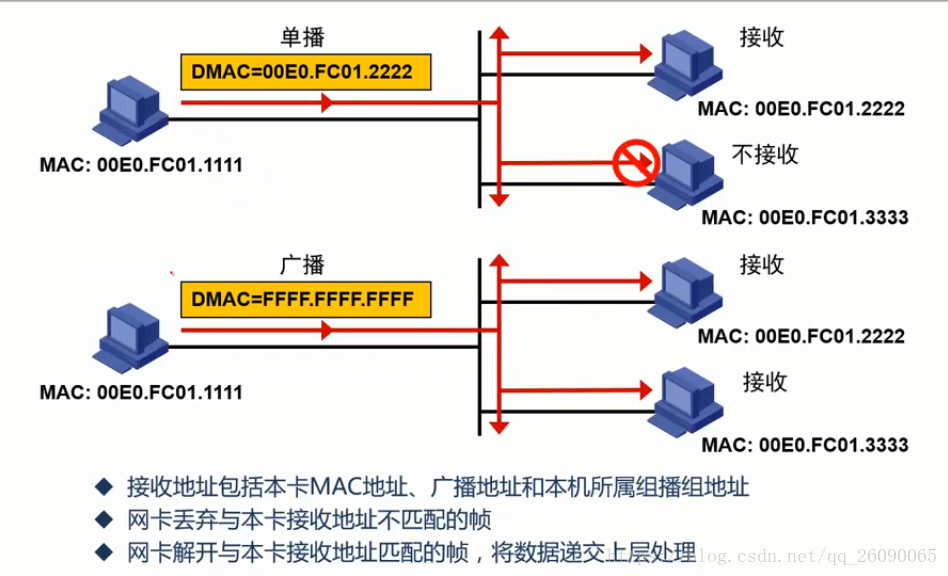 单播
接收
DMAC=00E0.FC01.2222
MAC: 00E0.FC01.2222
MAC: 00E0.FC01.1111
不接收
MAC: 00E0.FC01.3333
广播
接收
DMAC=FFFF.FFFF.FFFF
MAC: 00E0.FC01.2222
MAC: 00E0.FC01.1111
接收
MAC: 00E0.FC01.3333
◆ 接收地址包括本卡MAC地址、广播地址和本机所属组播组地址
◆ 网卡丢弃与本卡接收地址不匹配的帧
◆ 网卡解开与本卡接收地址匹配的帧，将数据递交上层处理
blog.csdn.net/qq_26090065